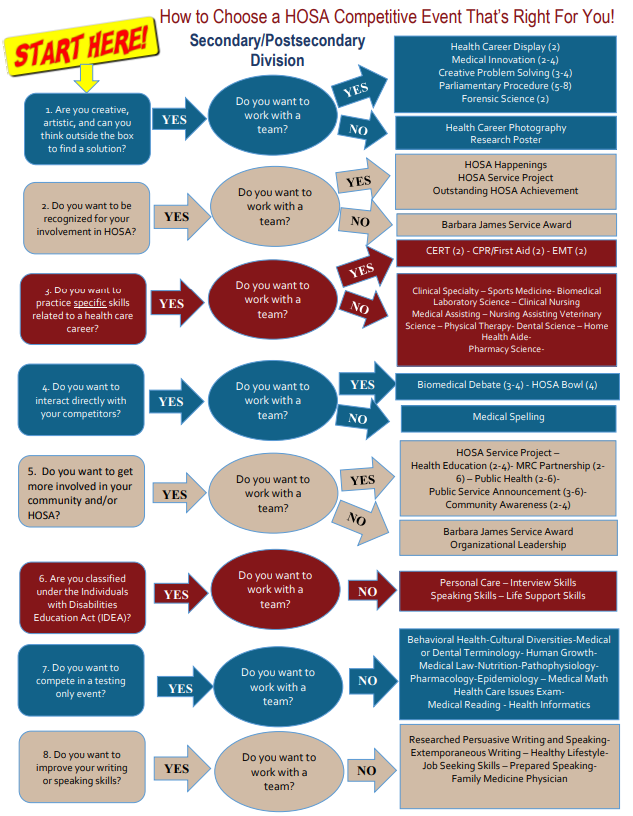 How to Choose a HOSA Competitive Event That's Right For You!
START HERE!
Secondary/Postsecondary
Division
1. Are you creative,
artistic, and can you
think outside the box
to find a solution?
YES
Do you want to
work with a
team?
YES
Health Career Display (2)
Medical Innovation (2-4)
Creative Problem Solving (3-4)
Parliamentary Procedure (5-8)
Forensic Science (2)
NO
Health Career Photography
Research Poster
2. Do you want to be
recognized for your
involvement in HOSA?
YES
Do you want to
work with a
team?
YES
HOSA Happenings
HOSA Service Project
Outstanding HOSA Achievement
NO
Barbara James Service Award
3. Do you want to
practice specific skills
related to a health care
career?
YES
Do you want to
work with a
team?
YES
CERT (2) - CPR/First Aid (2) - EMT (2)
NO
Clinical Specialty – Sports Medicine- Biomedical
Laboratory Science – Clinical Nursing
Medical Assisting – Nursing Assisting Veterinary
Science – Physical Therapy- Dental Science – Home
Health Aide-
Pharmacy Science-
4. Do you want to
interact directly with
your competitors?
YES
Do you want to
work with a
team?
YES
Biomedical Debate (3-4) - HOSA Bowl (4)
NO
Medical Spelling
5. Do you want to get
more involved in your
community and/or
HOSA?
YES
Do you want to
work with a
team?
YES
HOSA Service Project –
Health Education (2-4)- MRC Partnership (2-
6) – Public Health (2-6)-
Public Service Announcement (3-6)-
Community Awareness (2-4)
NO
Barbara James Service Award
Organizational Leadership
6. Are you classified
under the Individuals
with Disabilities
Education Act (IDEA)?
YES
Do you want to
work with a
team?
NO
Personal Care – Interview Skills
Speaking Skills – Life Support Skills
7. Do you want to
compete in a testing
only event?
YES
Do you want to
work with a
team?
NO
Behavioral Health-Cultural Diversities-Medical
or Dental Terminology- Human Growth-
Medical Law-Nutrition-Pathophysiology-
Pharmacology-Epidemiology – Medical Math
Health Care Issues Exam-
Medical Reading - Health Informatics
8. Do you want to
improve your writing
or speaking skills?
YES
Do you want to
work with a
team?
NO
Researched Persuasive Writing and Speaking-
Extemporaneous Writing – Healthy Lifestyle-
Job Seeking Skills – Prepared Speaking-
Family Medicine Physician